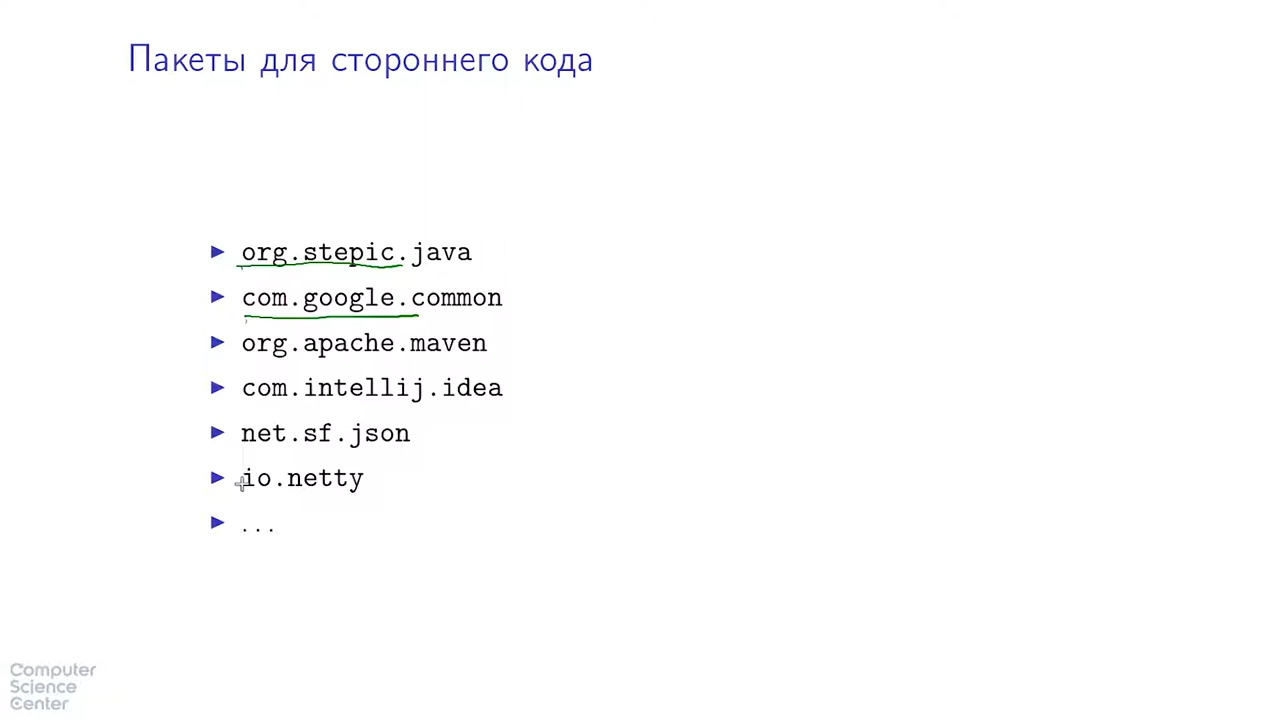 Пакеты для стороннего кода
org.stepic.java
com.google.common
org.apache.maven
com.intellij.idea
net.sf.json
io.netty
...
Computer
Science
Center